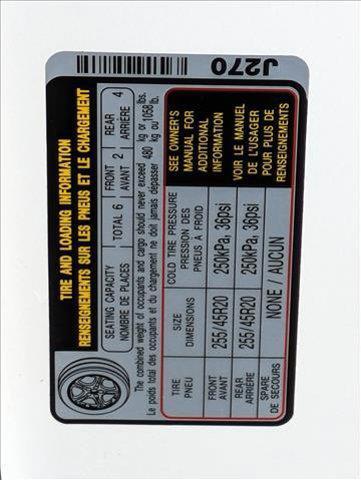 J270
TIRE AND LOADING INFORMATION
RENSEIGNEMENTS SUR LES PNEUS ET LE CHARGEMENT
SEATING CAPACITY
NOMBRE DE PLACES
TOTAL 6
FRONT
AVANT 2
REAR
ARRIÈRE 4
The combined weight of occupants and cargo should never exceed 480 kg or 1058 lbs.
Le poids total des occupants et du chargement ne doit jamais dépasser 480 kg ou 1058 lb.
TIRE
PNEU
SIZE
DIMENSIONS
COLD TIRE PRESSURE
PRESSION DES
PNEUS À FROID
FRONT
AVANT
255/45R20
250kPa, 36psi
REAR
ARRIÈRE
255/45R20
250kPa, 36psi
SPARE
DE SECOURS
NONE / AUCUN
SEE OWNER'S
MANUAL FOR
ADDITIONAL
INFORMATION
VOIR LE MANUEL
DE L'USAGER
POUR PLUS DE
RENSEIGNEMENTS